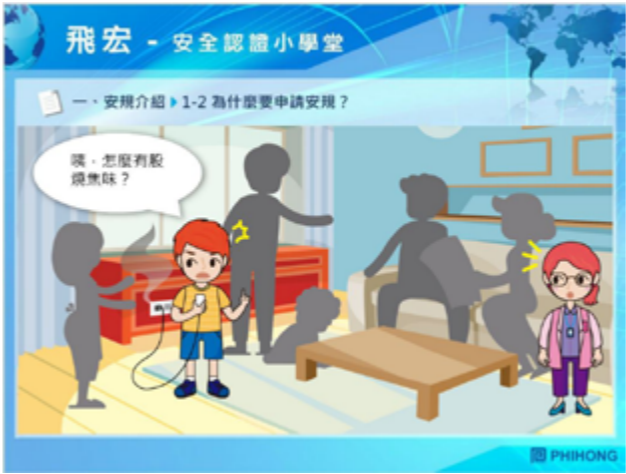 飛宏 - 安全認證小學堂
一、安規介紹 ▶ 1-2 為什麼要申請安規？
咦，怎麼有股
燒焦味？
PHIHONG